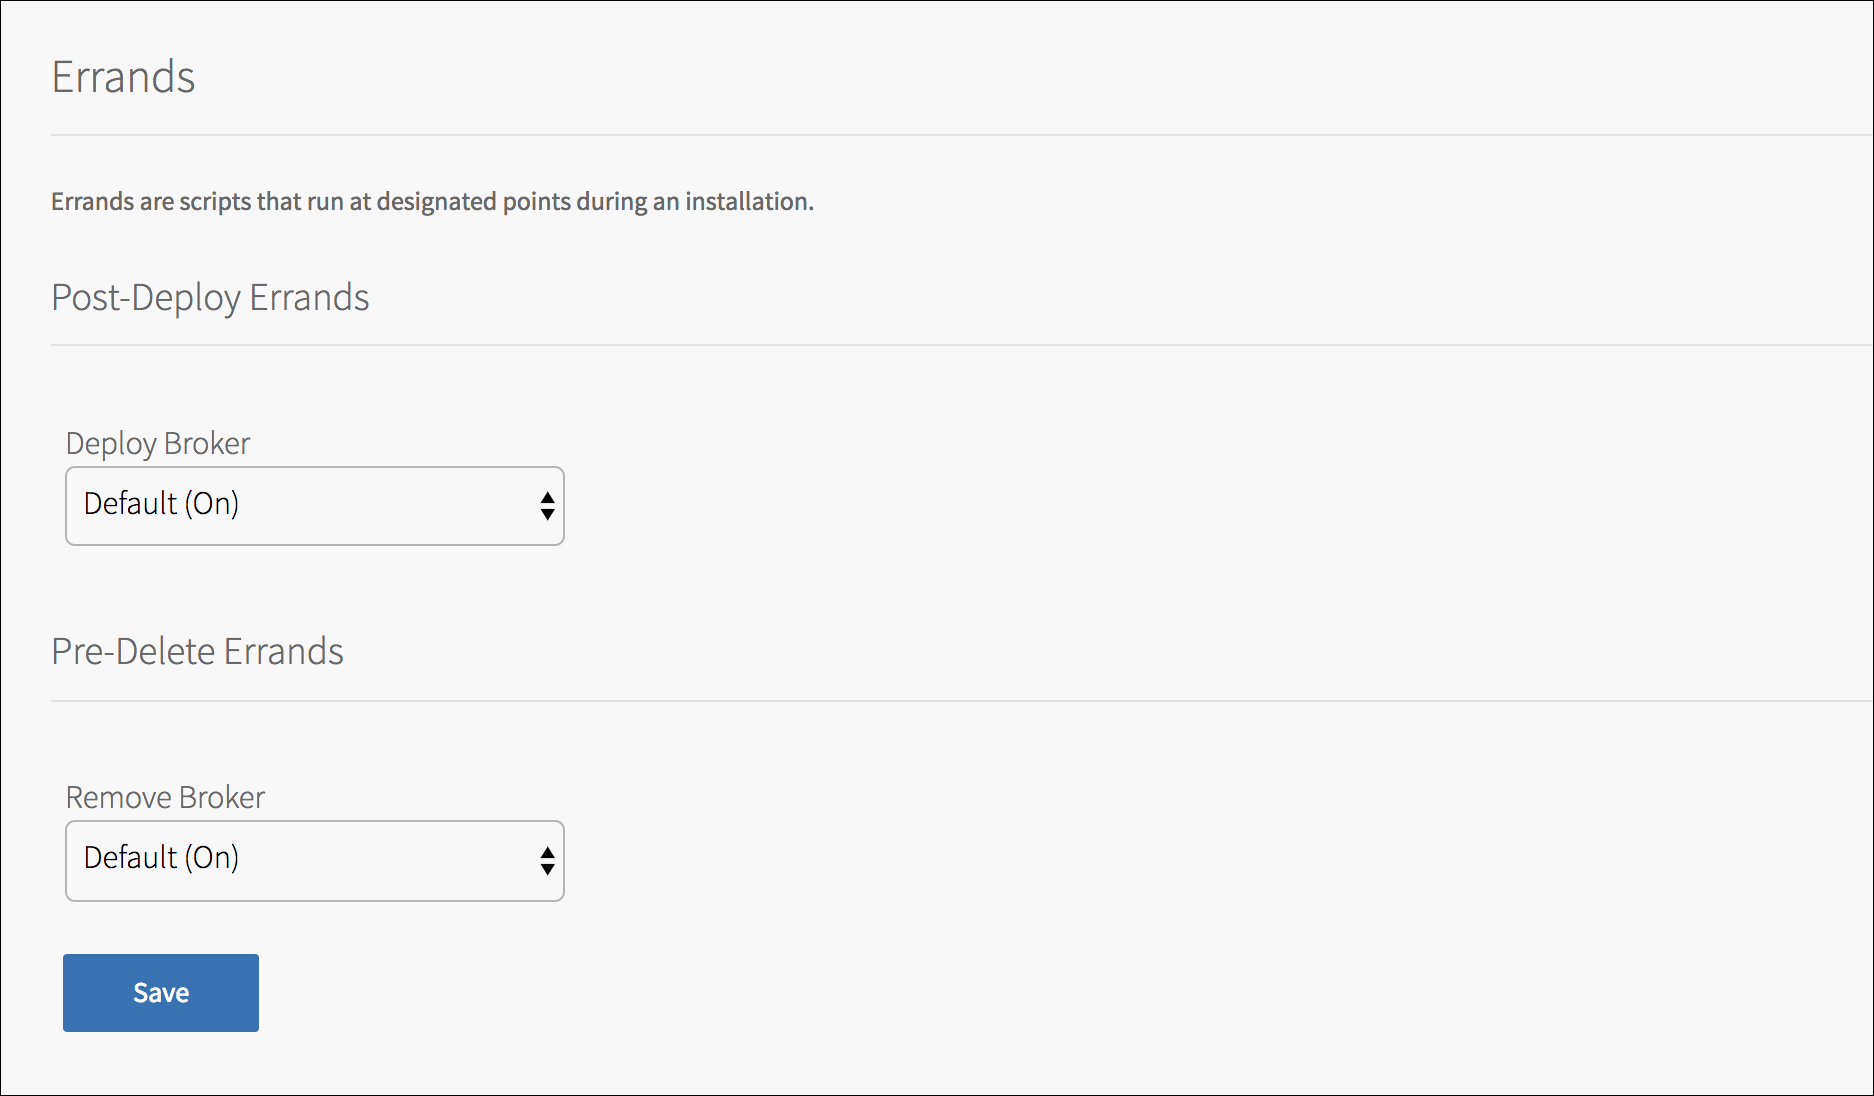 Errands
Errands are scripts that run at designated points during an installation.
Post-Deploy Errands
Deploy Broker
Default (On)
Pre-Delete Errands
Remove Broker
Default (On)
Save